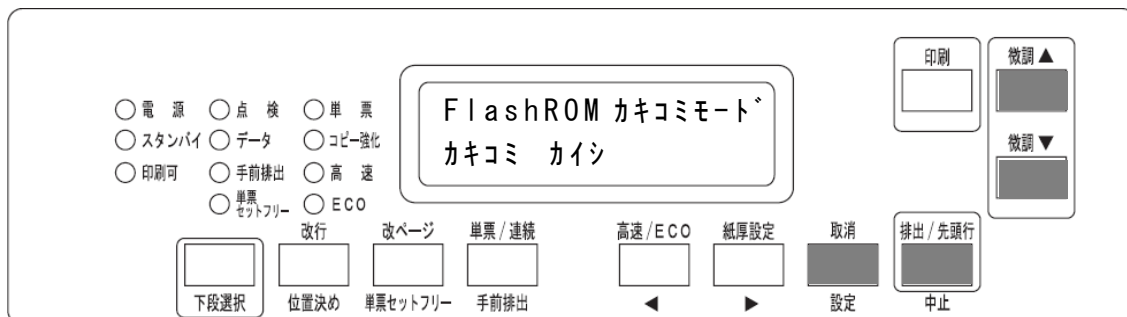 印刷
微調▲
FlashROM カキコミモード
カキコミ カイシ
電 源
点 検
単 票
スタンバイ
データ
コピー強化
印刷可
手前排出
高 速
単票
セットフリー
ECO
微調▼
改行
改ページ
単票/連続
高速/ECO
紙厚設定
取消
排出/先頭行
下段選択
位置決め
単票セットフリー
手前排出
◀
▶
設定
中止